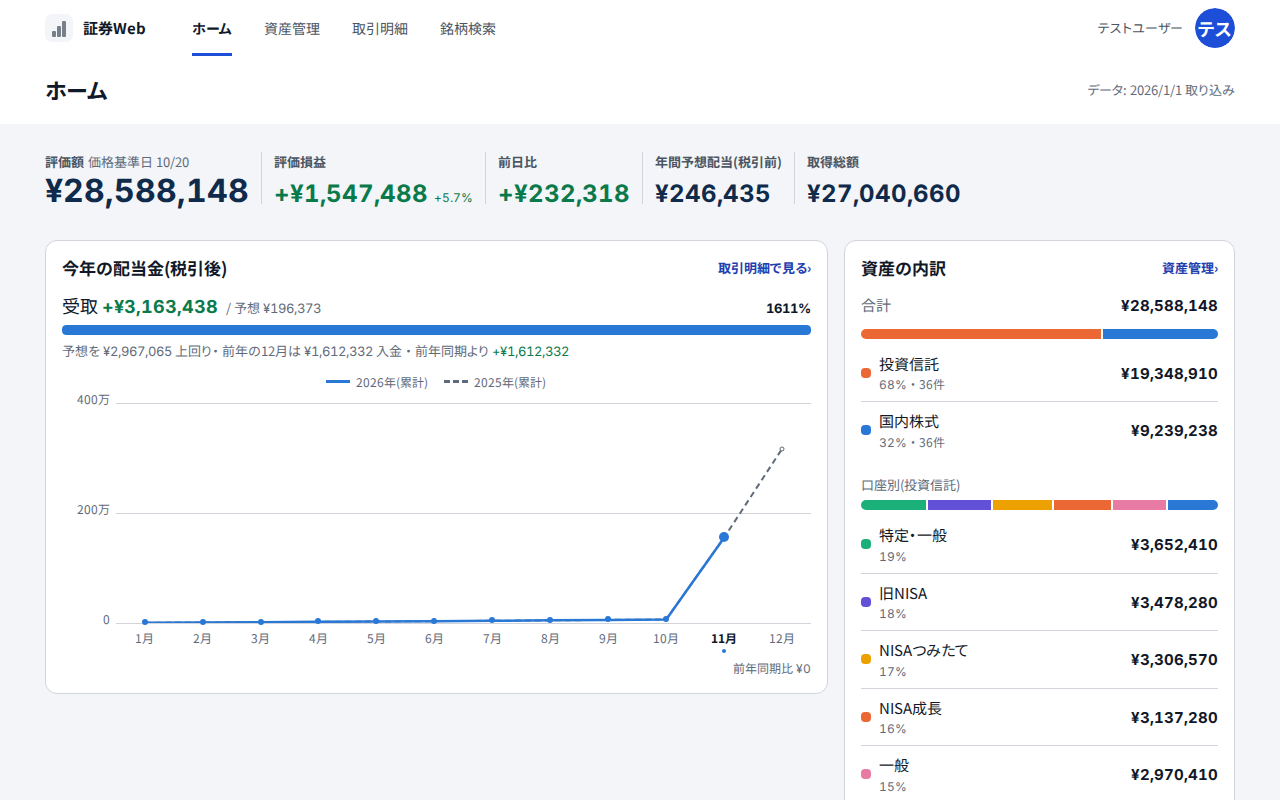 証券Web
ホーム
資産管理
取引明細
銘柄検索
テストユーザー
テス
ホーム
データ: 2026/1/1 取り込み
評価額 価格基準日 10/20
¥28,588,148
評価損益
+¥1,547,488 +5.7%
前日比
+¥232,318
年間予想配当(税引前)
¥246,435
取得総額
¥27,040,660
今年の配当金(税引後)
取引明細で見る›
受取 +¥3,163,438 / 予想 ¥196,373
1611%
予想を ¥2,967,065 上回り・前年の12月は ¥1,612,332 入金・前年同期より +¥1,612,332
2026年(累計)
2025年(累計)
400万
200万
0
1月
2月
3月
4月
5月
6月
7月
8月
9月
10月
11月
12月
前年同期比 ¥0
資産の内訳
資産管理›
合計
¥28,588,148
投資信託
68%・36件
¥19,348,910
国内株式
32%・36件
¥9,239,238
口座別(投資信託)
特定・一般
19%
¥3,652,410
旧NISA
18%
¥3,478,280
NISAつみたて
17%
¥3,306,570
NISA成長
16%
¥3,137,280
一般
15%
¥2,970,410